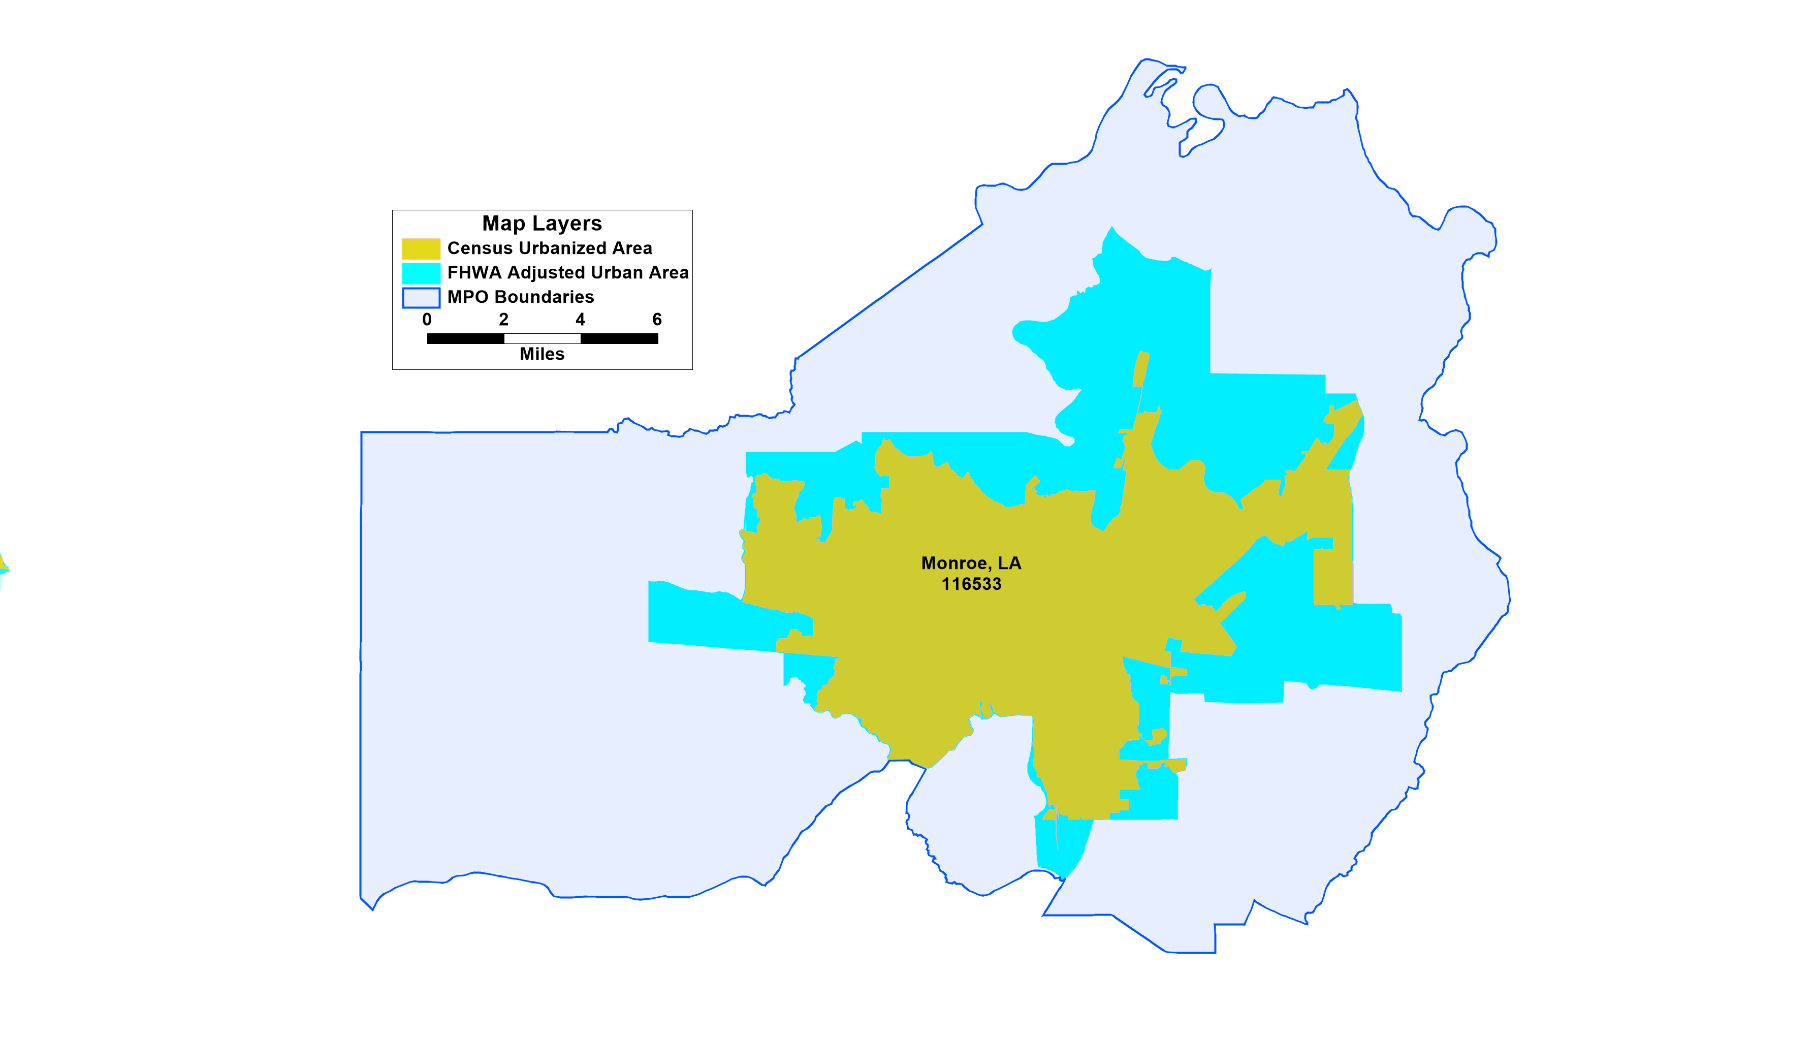 Map Layers
Census Urbanized Area
FHWA Adjusted Urban Area
MPO Boundaries
0 2 4 6
Miles
Monroe, LA
116533